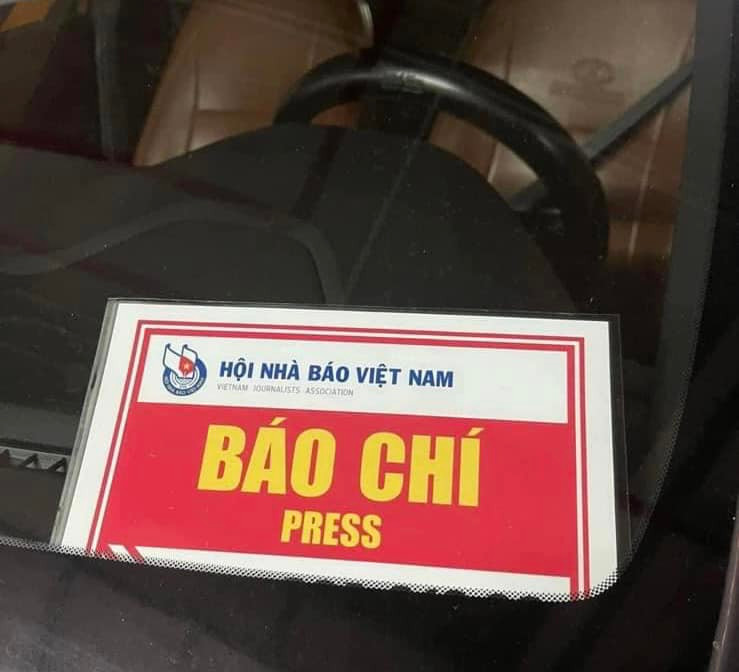 HỘI NHÀ BÁO VIỆT NAM
VIETNAM JOURNALISTS ASSOCIATION
BÁO CHÍ
PRESS